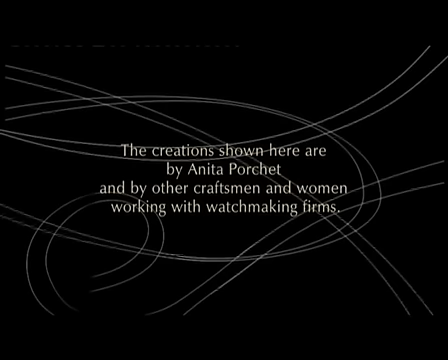 The creations shown here are
by Anita Porchet
and by other craftsmen and women
working with watchmaking firms.